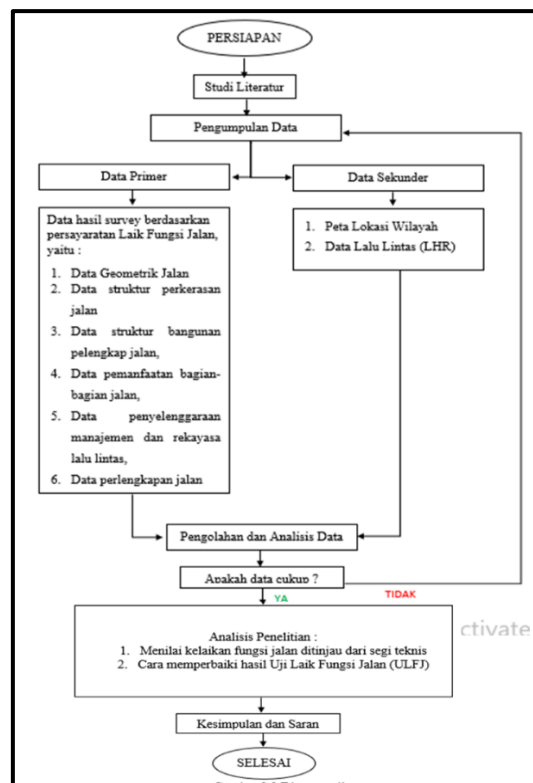 PERSIAPAN
Studi Literatur
Pengumpulan Data
Data Primer
Data Sekunder
Data hasil survey berdasarkan
persayaratan Laik Fungsi Jalan,
yaitu :
1. Data Geometrik Jalan
2. Data struktur perkerasan
jalan
3. Data struktur bangunan
pelengkap jalan,
4. Data pemanfaatan bagian-
bagian jalan,
5. Data penyelenggaraan
manajemen dan rekayasa
lalu lintas,
6. Data perlengkapan jalan
1. Peta Lokasi Wilayah
2. Data Lalu Lintas (LHR)
Pengolahan dan Analisis Data
Apakah data cukup ?
YA
TIDAK
Analisis Penelitian :
1. Menilai kelaikan fungsi jalan ditinjau dari segi teknis
2. Cara memperbaiki hasil Uji Laik Fungsi Jalan (ULFJ)
ctivate
Kesimpulan dan Saran
SELESAI